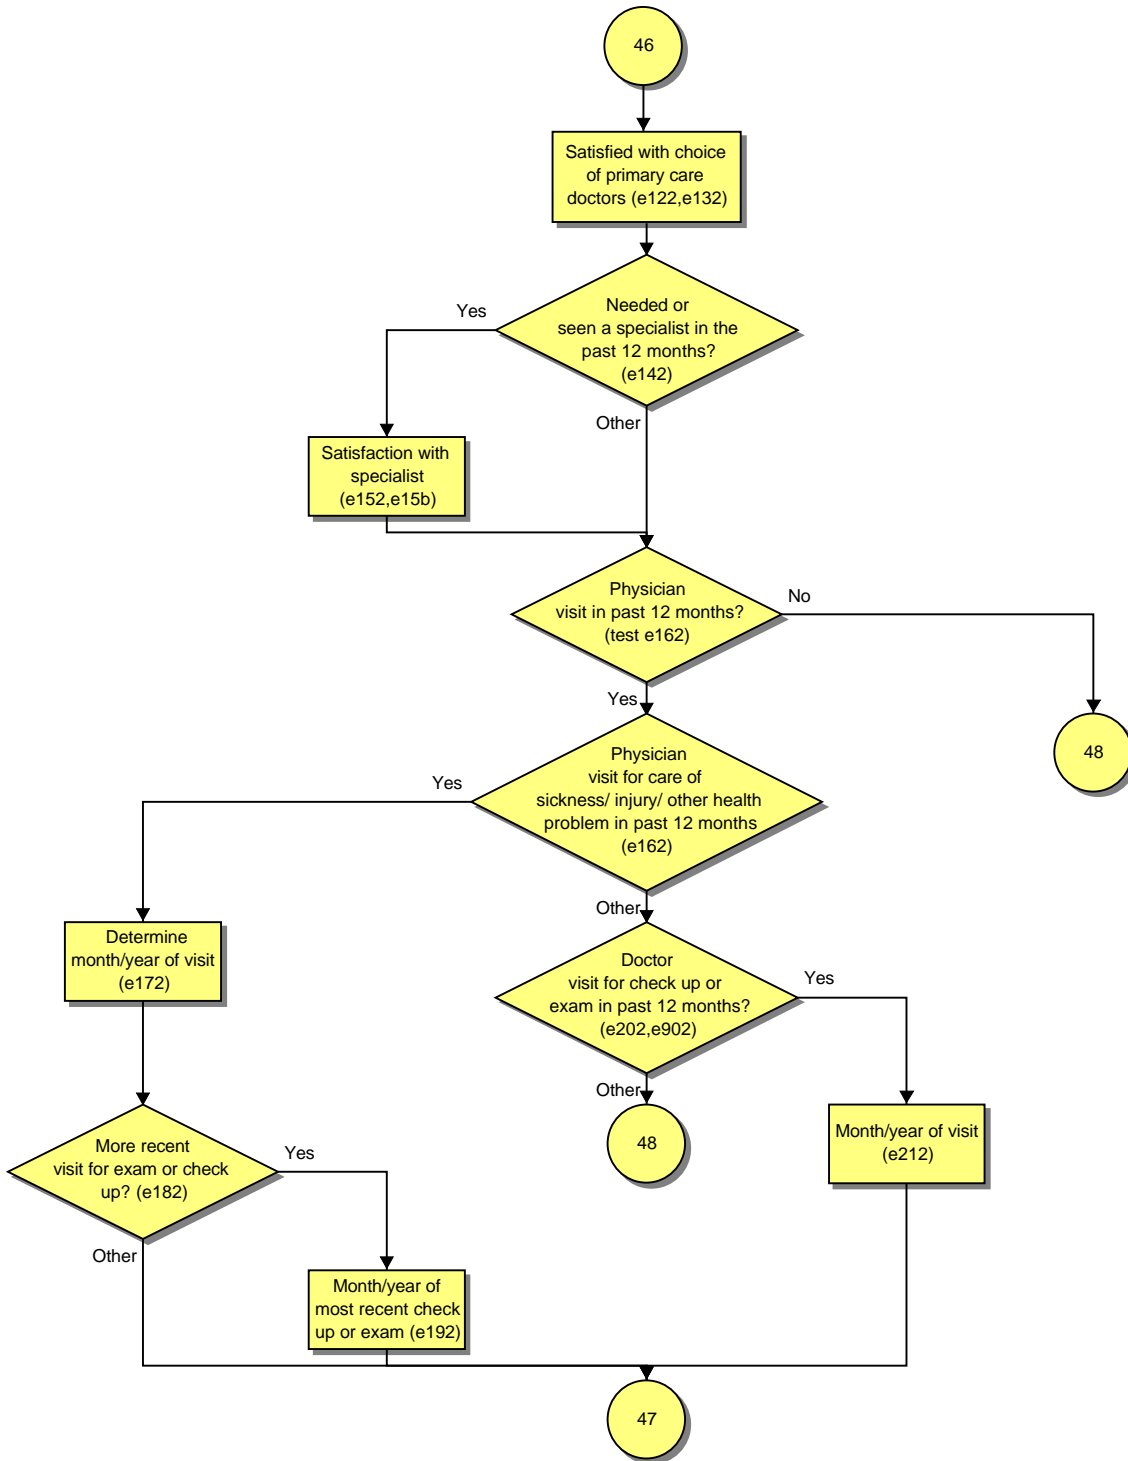 46
Satisfied with choice
of primary care
doctors (e122,e132)
Yes
Needed or
seen a specialist in the
past 12 months?
(e142)
Other
Satisfaction with
specialist
(e152,e15b)
Physician
visit in past 12 months?
(test e162)
No
Yes
48
Physician
visit for care of
sickness/ injury/ other health
problem in past 12 months
(e162)
Yes
Other
Determine
month/year of visit
(e172)
Doctor
visit for check up or
exam in past 12 months?
(e202,e902)
Yes
Other
48
Month/year of visit
(e212)
More recent
visit for exam or check
up? (e182)
Yes
Other
Month/year of
most recent check
up or exam (e192)
47